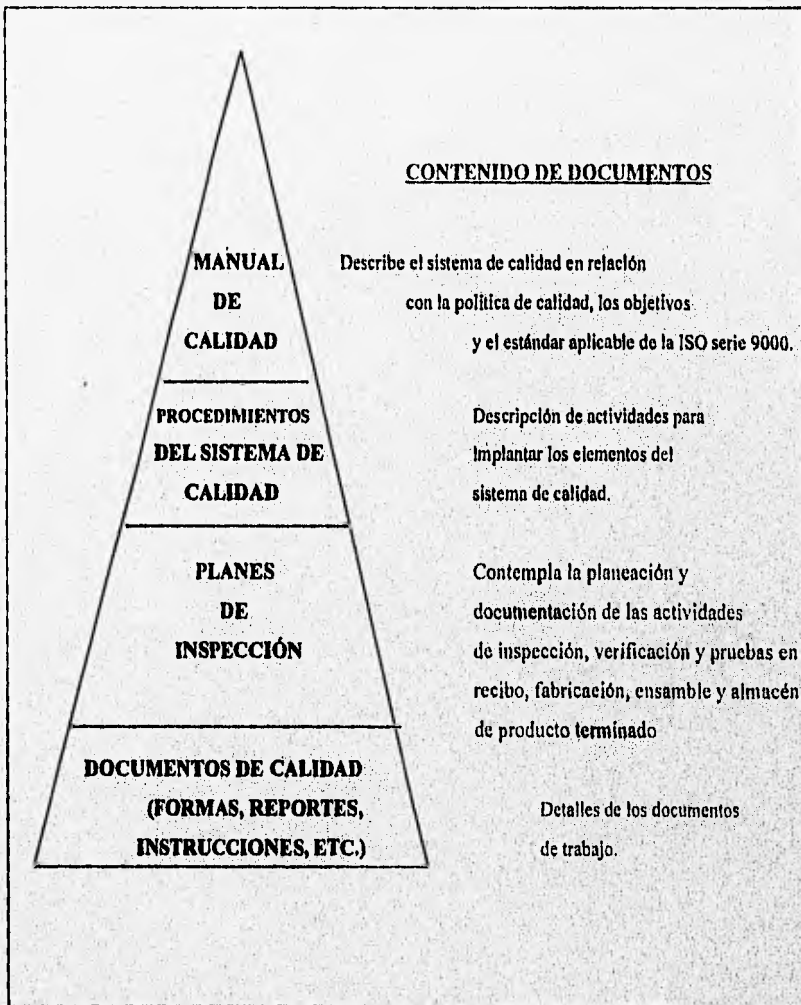 CONTENIDO DE DOCUMENTOS
MANUAL
DE
CALIDAD
Describe el sistema de calidad en relación
con la política de calidad, los objetivos
y el estándar aplicable de la ISO serie 9000.
PROCEDIMIENTOS
DEL SISTEMA DE
CALIDAD
Descripción de actividades para
Implantar los elementos del
sistema de calidad.
PLANES
DE
INSPECCIÓN
Contempla la planeación y
documentación de las actividades
de inspección, verificación y pruebas en
recibo, fabricación, ensamble y almacén
de producto terminado
DOCUMENTOS DE CALIDAD
(FORMAS, REPORTES,
INSTRUCCIONES, ETC.)
Detalles de los documentos
de trabajo.